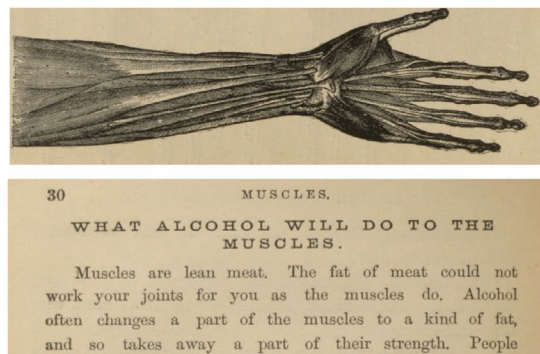 30 MUSCLES.
WHAT ALCOHOL WILL DO TO THE
MUSCLES.
Muscles are lean meat. The fat of meat could not
work your joints for you as the muscles do. Alcohol
often changes a part of the muscles to a kind of fat,
and so takes away a part of their strength. People